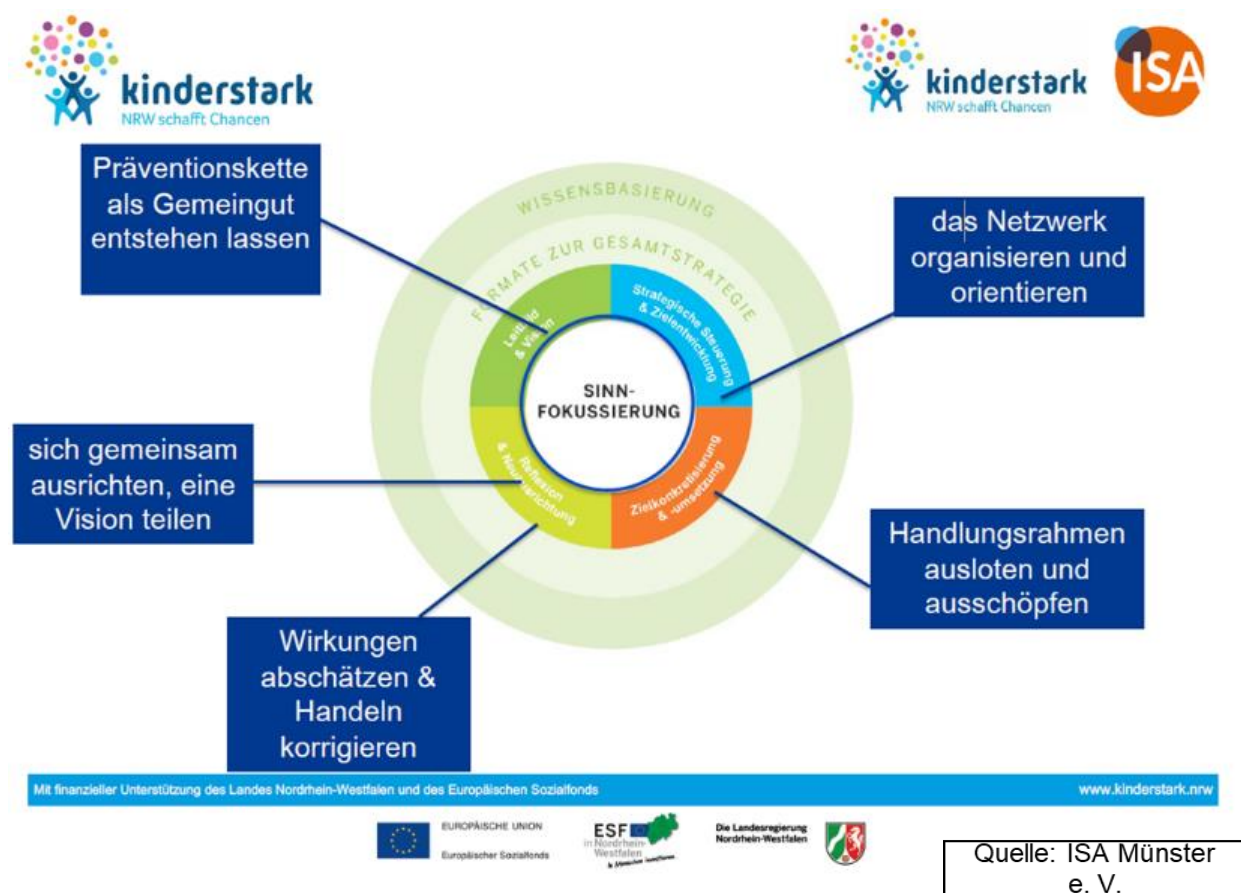 kinderstark
NRW schafft Chancen
kinderstark
NRW schafft Chancen
ISA
Präventionskette
als Gemeingut
entstehen lassen
das Netzwerk
organisieren und
orientieren
WISSENSBASIERUNG
FORMATE ZUR GESAMTSTRATEGIE
Leitbild
& Vision
Strategische Steuerung
& Zielentwicklung
SINN-
FOKUSSIERUNG
Reflexion
& Neuausrichtung
Zielkonkretisierung
& -umsetzung
sich gemeinsam
ausrichten, eine
Vision teilen
Handlungsrahmen
ausloten und
ausschöpfen
Wirkungen
abschätzen &
Handeln
korrigieren
Mit finanzieller Unterstützung des Landes Nordrhein-Westfalen und des Europäischen Sozialfonds
www.kinderstark.nrw
EUROPÄISCHE UNION
Europäischer Sozialfonds
ESF
in Nordrhein-
Westfalen
in Menschen investieren
Die Landesregierung
Nordrhein-Westfalen
Quelle: ISA Münster
e. V.